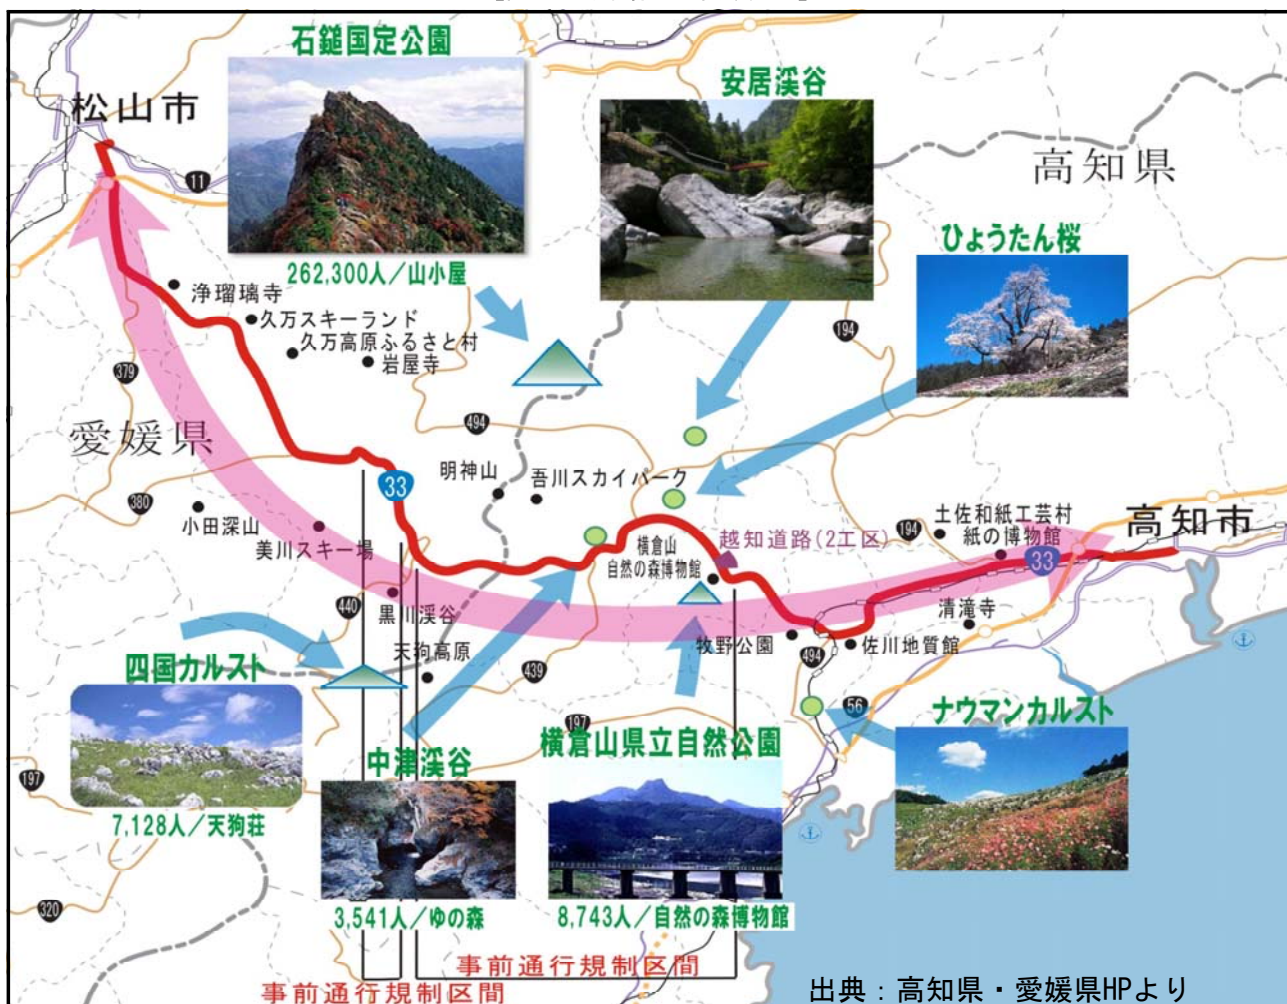 石鎚国定公園
安居渓谷
松山市
高知県
11
ひょうたん桜
262,300人／山小屋
浄瑠璃寺
久万スキーランド
久万高原ふるさと村
岩屋寺
194
379
愛媛県
494
明神山
吾川スカイパーク
33
380
小田深山
美川スキー場
越知道路(2工区)
横倉山
自然の森博物館
194
土佐和紙工芸村
紙の博物館
高知市
33
440
黒川渓谷
天狗高原
439
牧野公園
494
佐川地質館
清滝寺
四国カルスト
197
56
ナウマンカルスト
中津渓谷
横倉山県立自然公園
197
7,128人／天狗荘
320
3,541人／ゆの森
8,743人／自然の森博物館
事前通行規制区間
事前通行規制区間
出典：高知県・愛媛県HPより